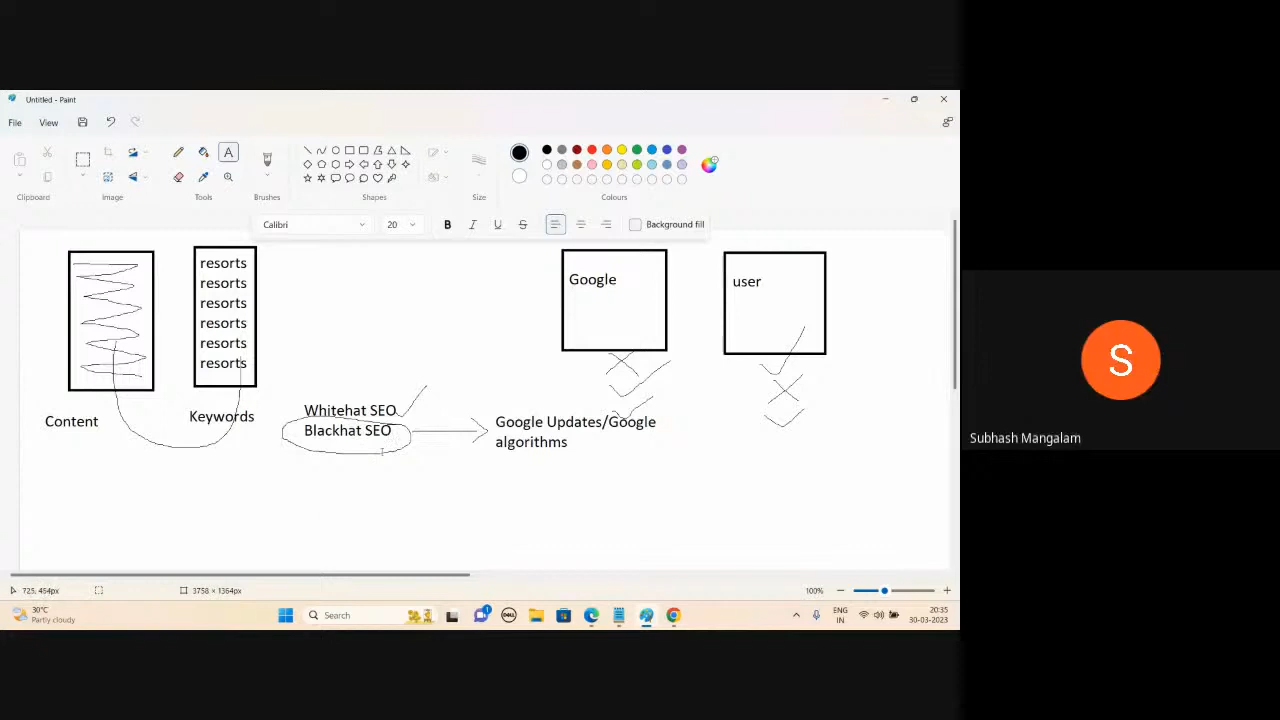 Untitled - Paint
File
View
A
Clipboard
Image
Tools
Brushes
Shapes
Size
Colours
Calibri
20
B
I
U
S
Background fill
resorts
resorts
resorts
resorts
resorts
resorts
Google
user
Content
Keywords
Whitehat SEO
Blackhat SEO
Google Updates/Google
algorithms
S
Subhash Mangalam
725, 454px
3758 × 1364px
100%
30°C
Partly cloudy
Search
1
DELL
ENG
IN
20:35
30-03-2023